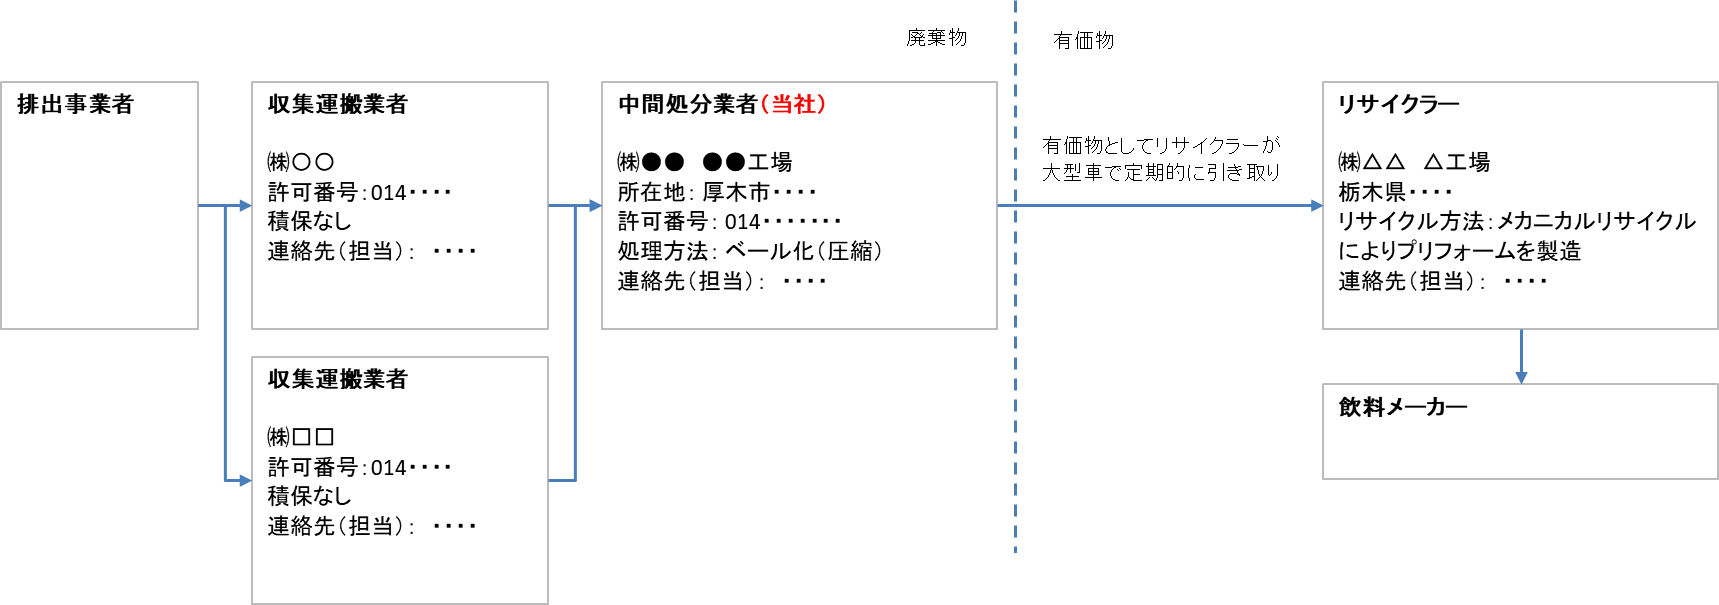 廃棄物
有価物
排出事業者
収集運搬業者
㈱〇〇
許可番号：014・・・・
積保なし
連絡先（担当）：　・・・・
収集運搬業者
㈱□□
許可番号：014・・・・
積保なし
連絡先（担当）：　・・・・
中間処分業者（当社）
㈱●●　●●工場
所在地： 厚木市・・・・
許可番号： 014・・・・・・・
処理方法： ベール化（圧縮）
連絡先（担当）：　・・・・
有価物としてリサイクラーが
大型車で定期的に引き取り
リサイクラー
㈱△△　△工場
栃木県・・・・
リサイクル方法：メカニカルリサイクル
によりプリフォームを製造
連絡先（担当）：　・・・・
飲料メーカー